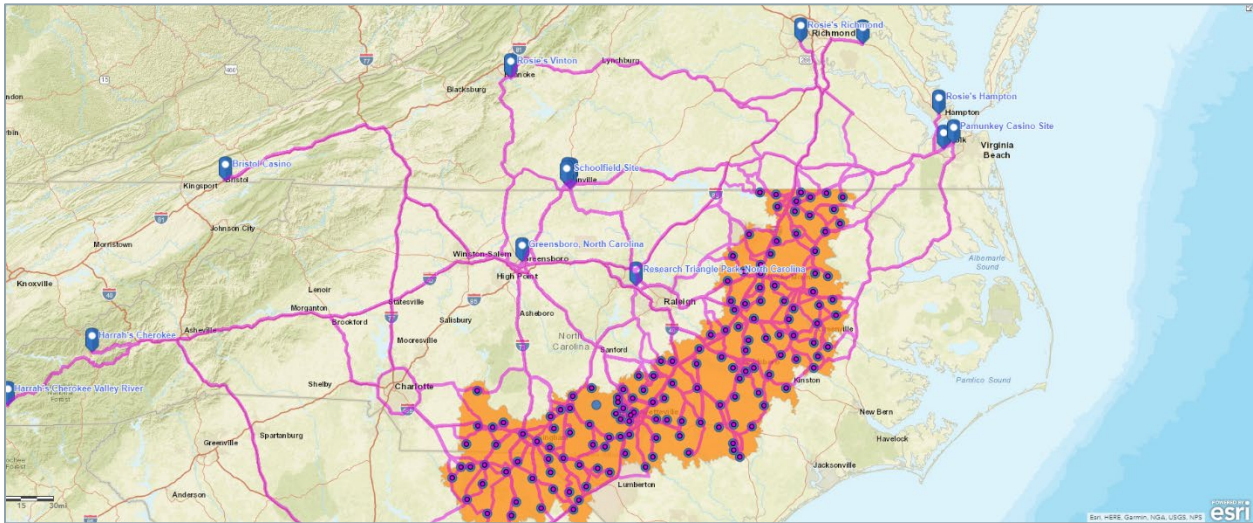 Rosie's Richmond
Richmond
Lynchburg
Rosie's Vinton
Blacksburg
Rosie's Hampton
Hampton
Pamunkey Casino Site
Virginia
Beach
Bristol Casino
Kingsport
Schoolfield Site
Johnson City
Morristown
Greensboro, North Carolina
Winston-Salem
Greensboro
High Point
Research Triangle Park, North Carolina
Albemarle
Sound
Knoxville
Lenoir
Statesville
Raleigh
Morganton
Salisbury
Asheboro
Harrah's Cherokee
Asheville
Brookford
Mooresville
North
Carolina
Sanford
Shelby
Charlotte
Kinston
Pamlico Sound
Harrah's Cherokee Valley River
New Bern
Greenville
Spartanburg
Havelock
Jacksonville
Lumberton
Anderson
15
30mi
Esri, HERE, Garmin, NGA, USGS, NPS
POWERED BY
esri